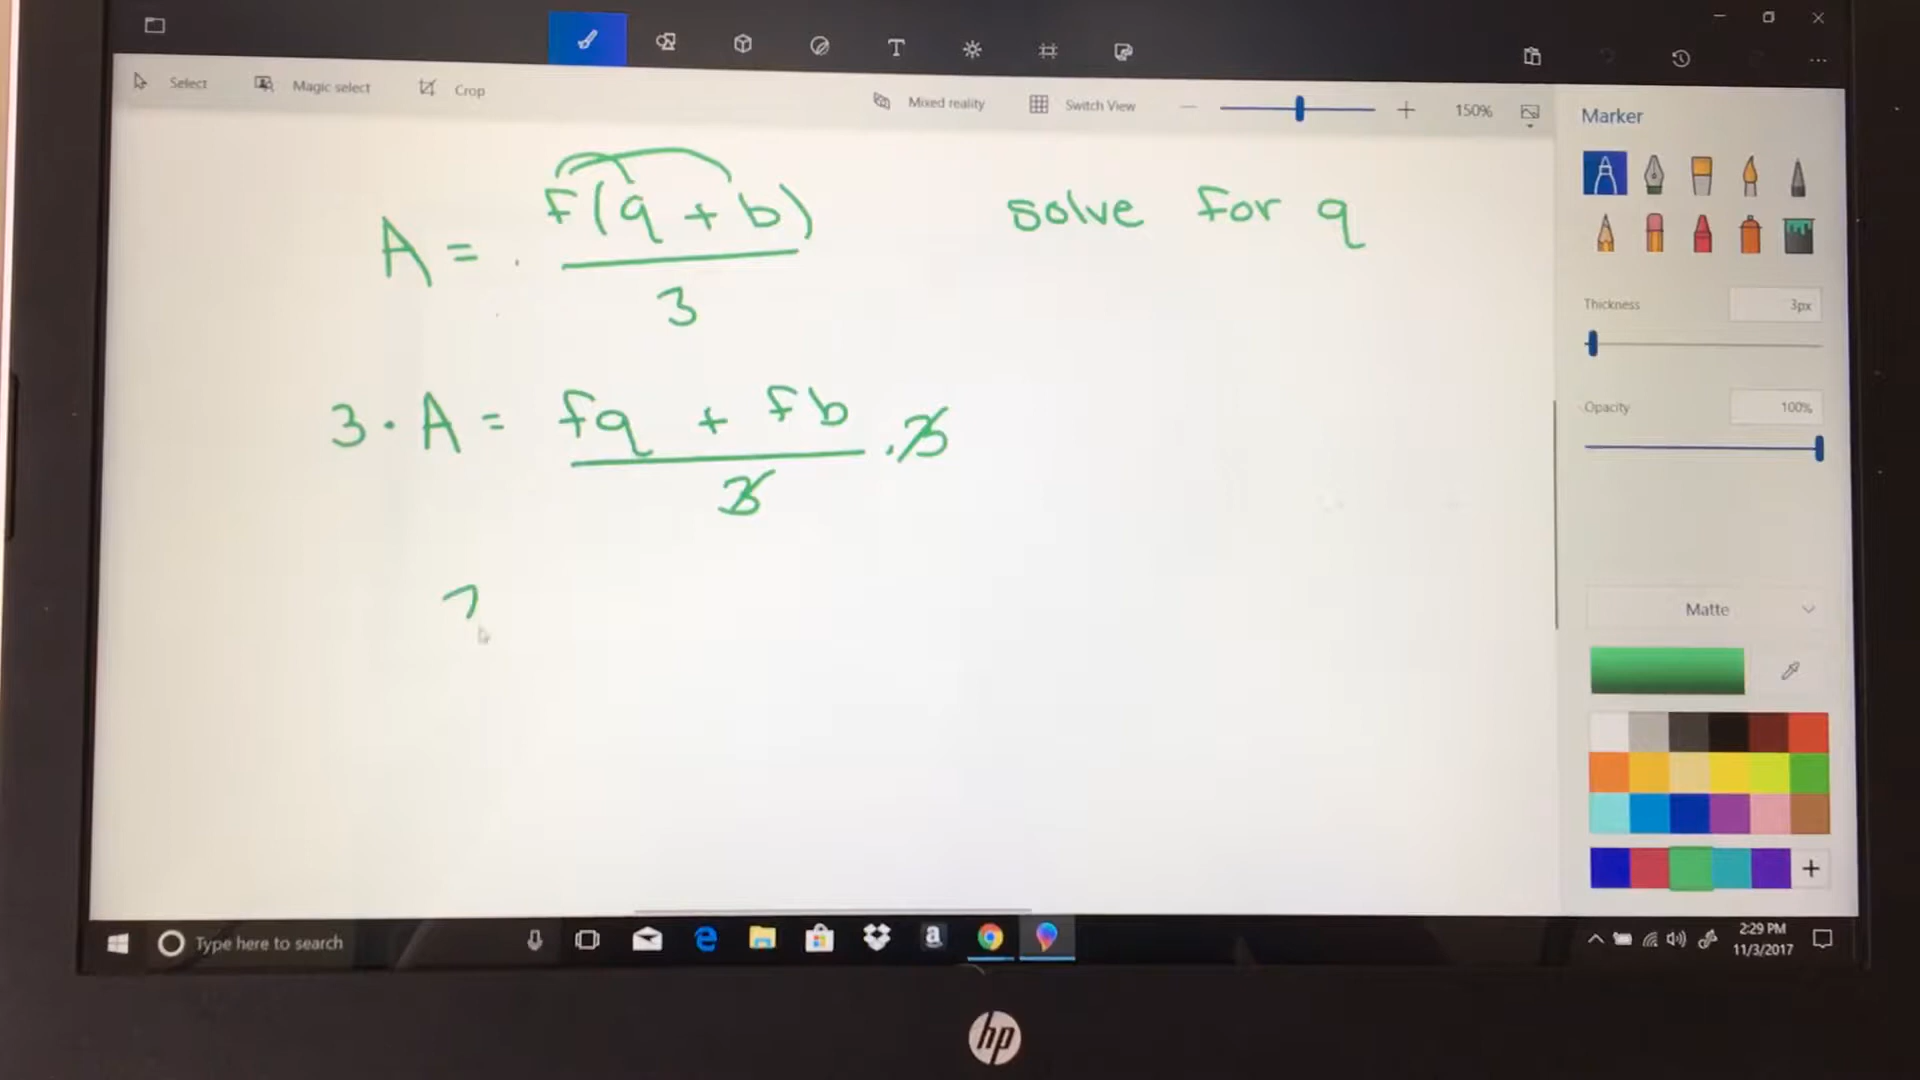 Select Magic select Crop Mixed reality Switch View 150%
Marker
A = f(q + b) solve for q
3
Thickness 3px
3 · A = fq + fb · 3
3
Opacity 100%
Matte
Type here to search
2:29 PM
11/3/2017
hp